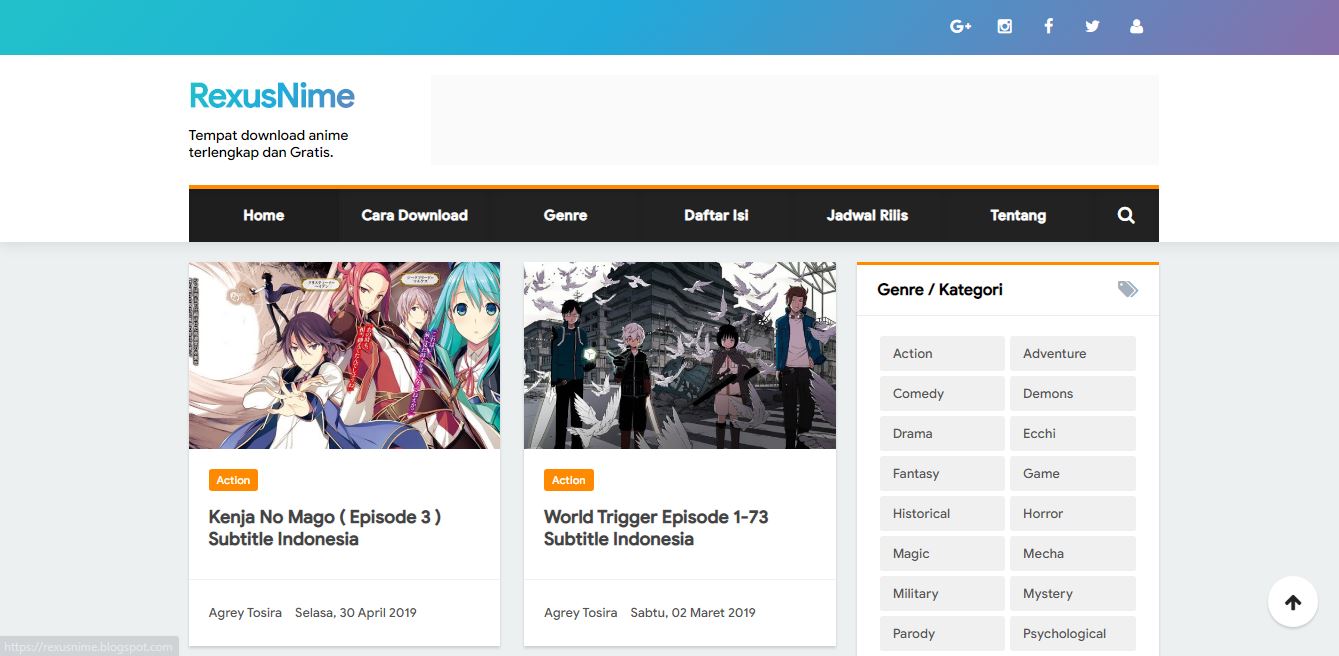 RexusNime
Tempat download anime
terlengkap dan Gratis.
Home
Cara Download
Genre
Daftar Isi
Jadwal Rilis
Tentang
Action
Kenja No Mago ( Episode 3 )
Subtitle Indonesia
Agrey Tosira
Selasa, 30 April 2019
Action
World Trigger Episode 1-73
Subtitle Indonesia
Agrey Tosira
Sabtu, 02 Maret 2019
Genre / Kategori
Action
Adventure
Comedy
Demons
Drama
Ecchi
Fantasy
Game
Historical
Horror
Magic
Mecha
Military
Mystery
Parody
Psychological
https://rexusnime.blogspot.com